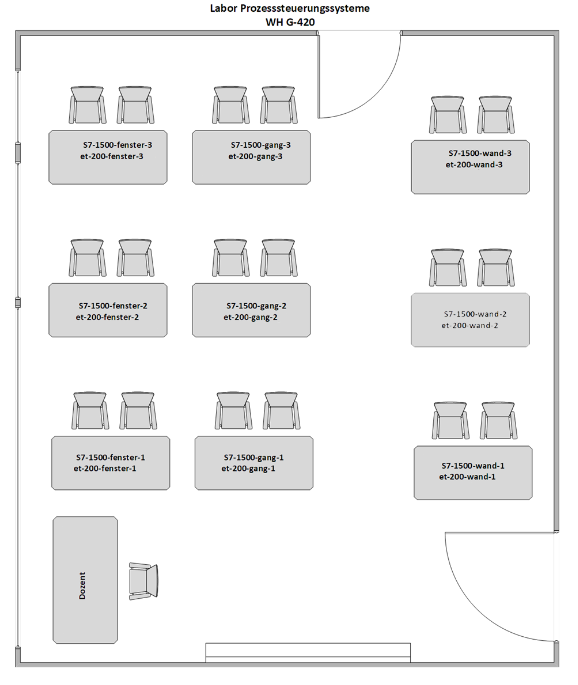 Labor Prozesssteuerungssysteme
WH G-420
S7-1500-fenster-3
et-200-fenster-3
S7-1500-gang-3
et-200-gang-3
S7-1500-wand-3
et-200-wand-3
S7-1500-fenster-2
et-200-fenster-2
S7-1500-gang-2
et-200-gang-2
S7-1500-wand-2
et-200-wand-2
S7-1500-fenster-1
et-200-fenster-1
S7-1500-gang-1
et-200-gang-1
S7-1500-wand-1
et-200-wand-1
Dozent